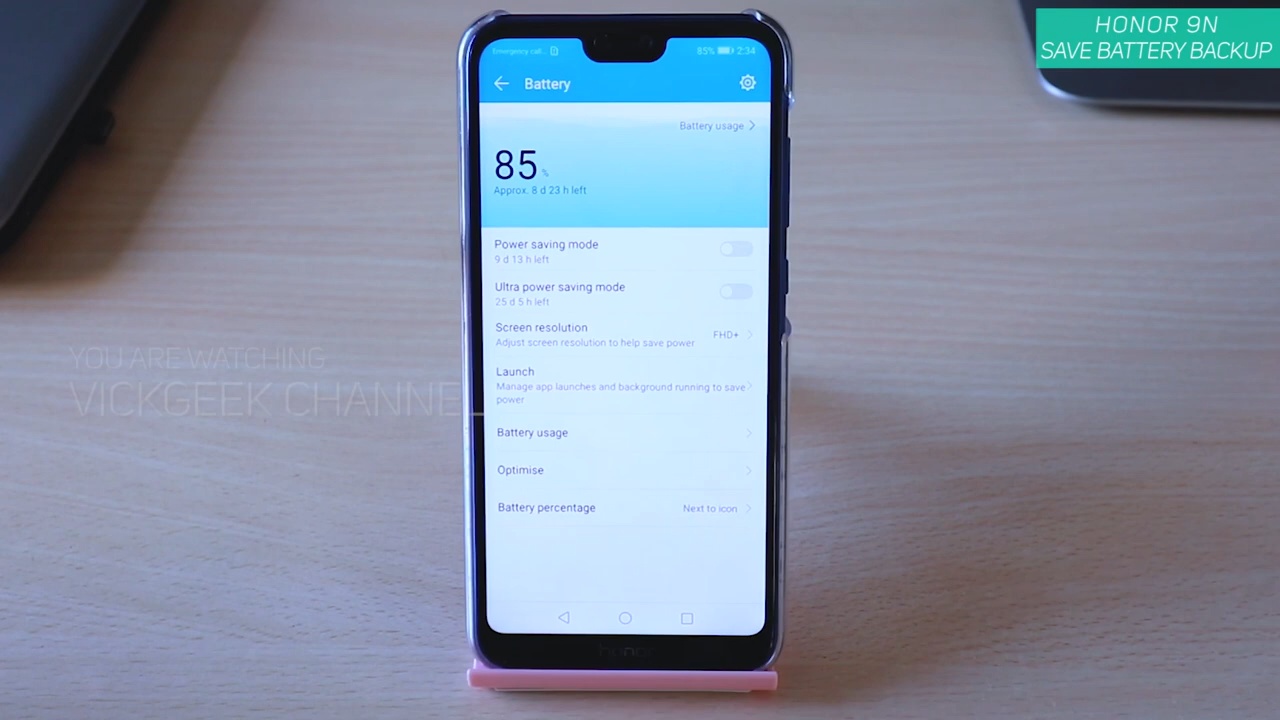 HONOR 9N
SAVE BATTERY BACKUP
Emergency call...
85% 2:34
Battery
Battery usage
85 %
Approx. 8 d 23 h left
Power saving mode
9 d 13 h left
Ultra power saving mode
25 d 5 h left
Screen resolution
FHD+
Adjust screen resolution to help save power
Launch
Manage app launches and background running to save
power
Battery usage
Optimise
Battery percentage
Next to icon
YOU ARE WATCHING
VICKGEEK CHANNEL
honor